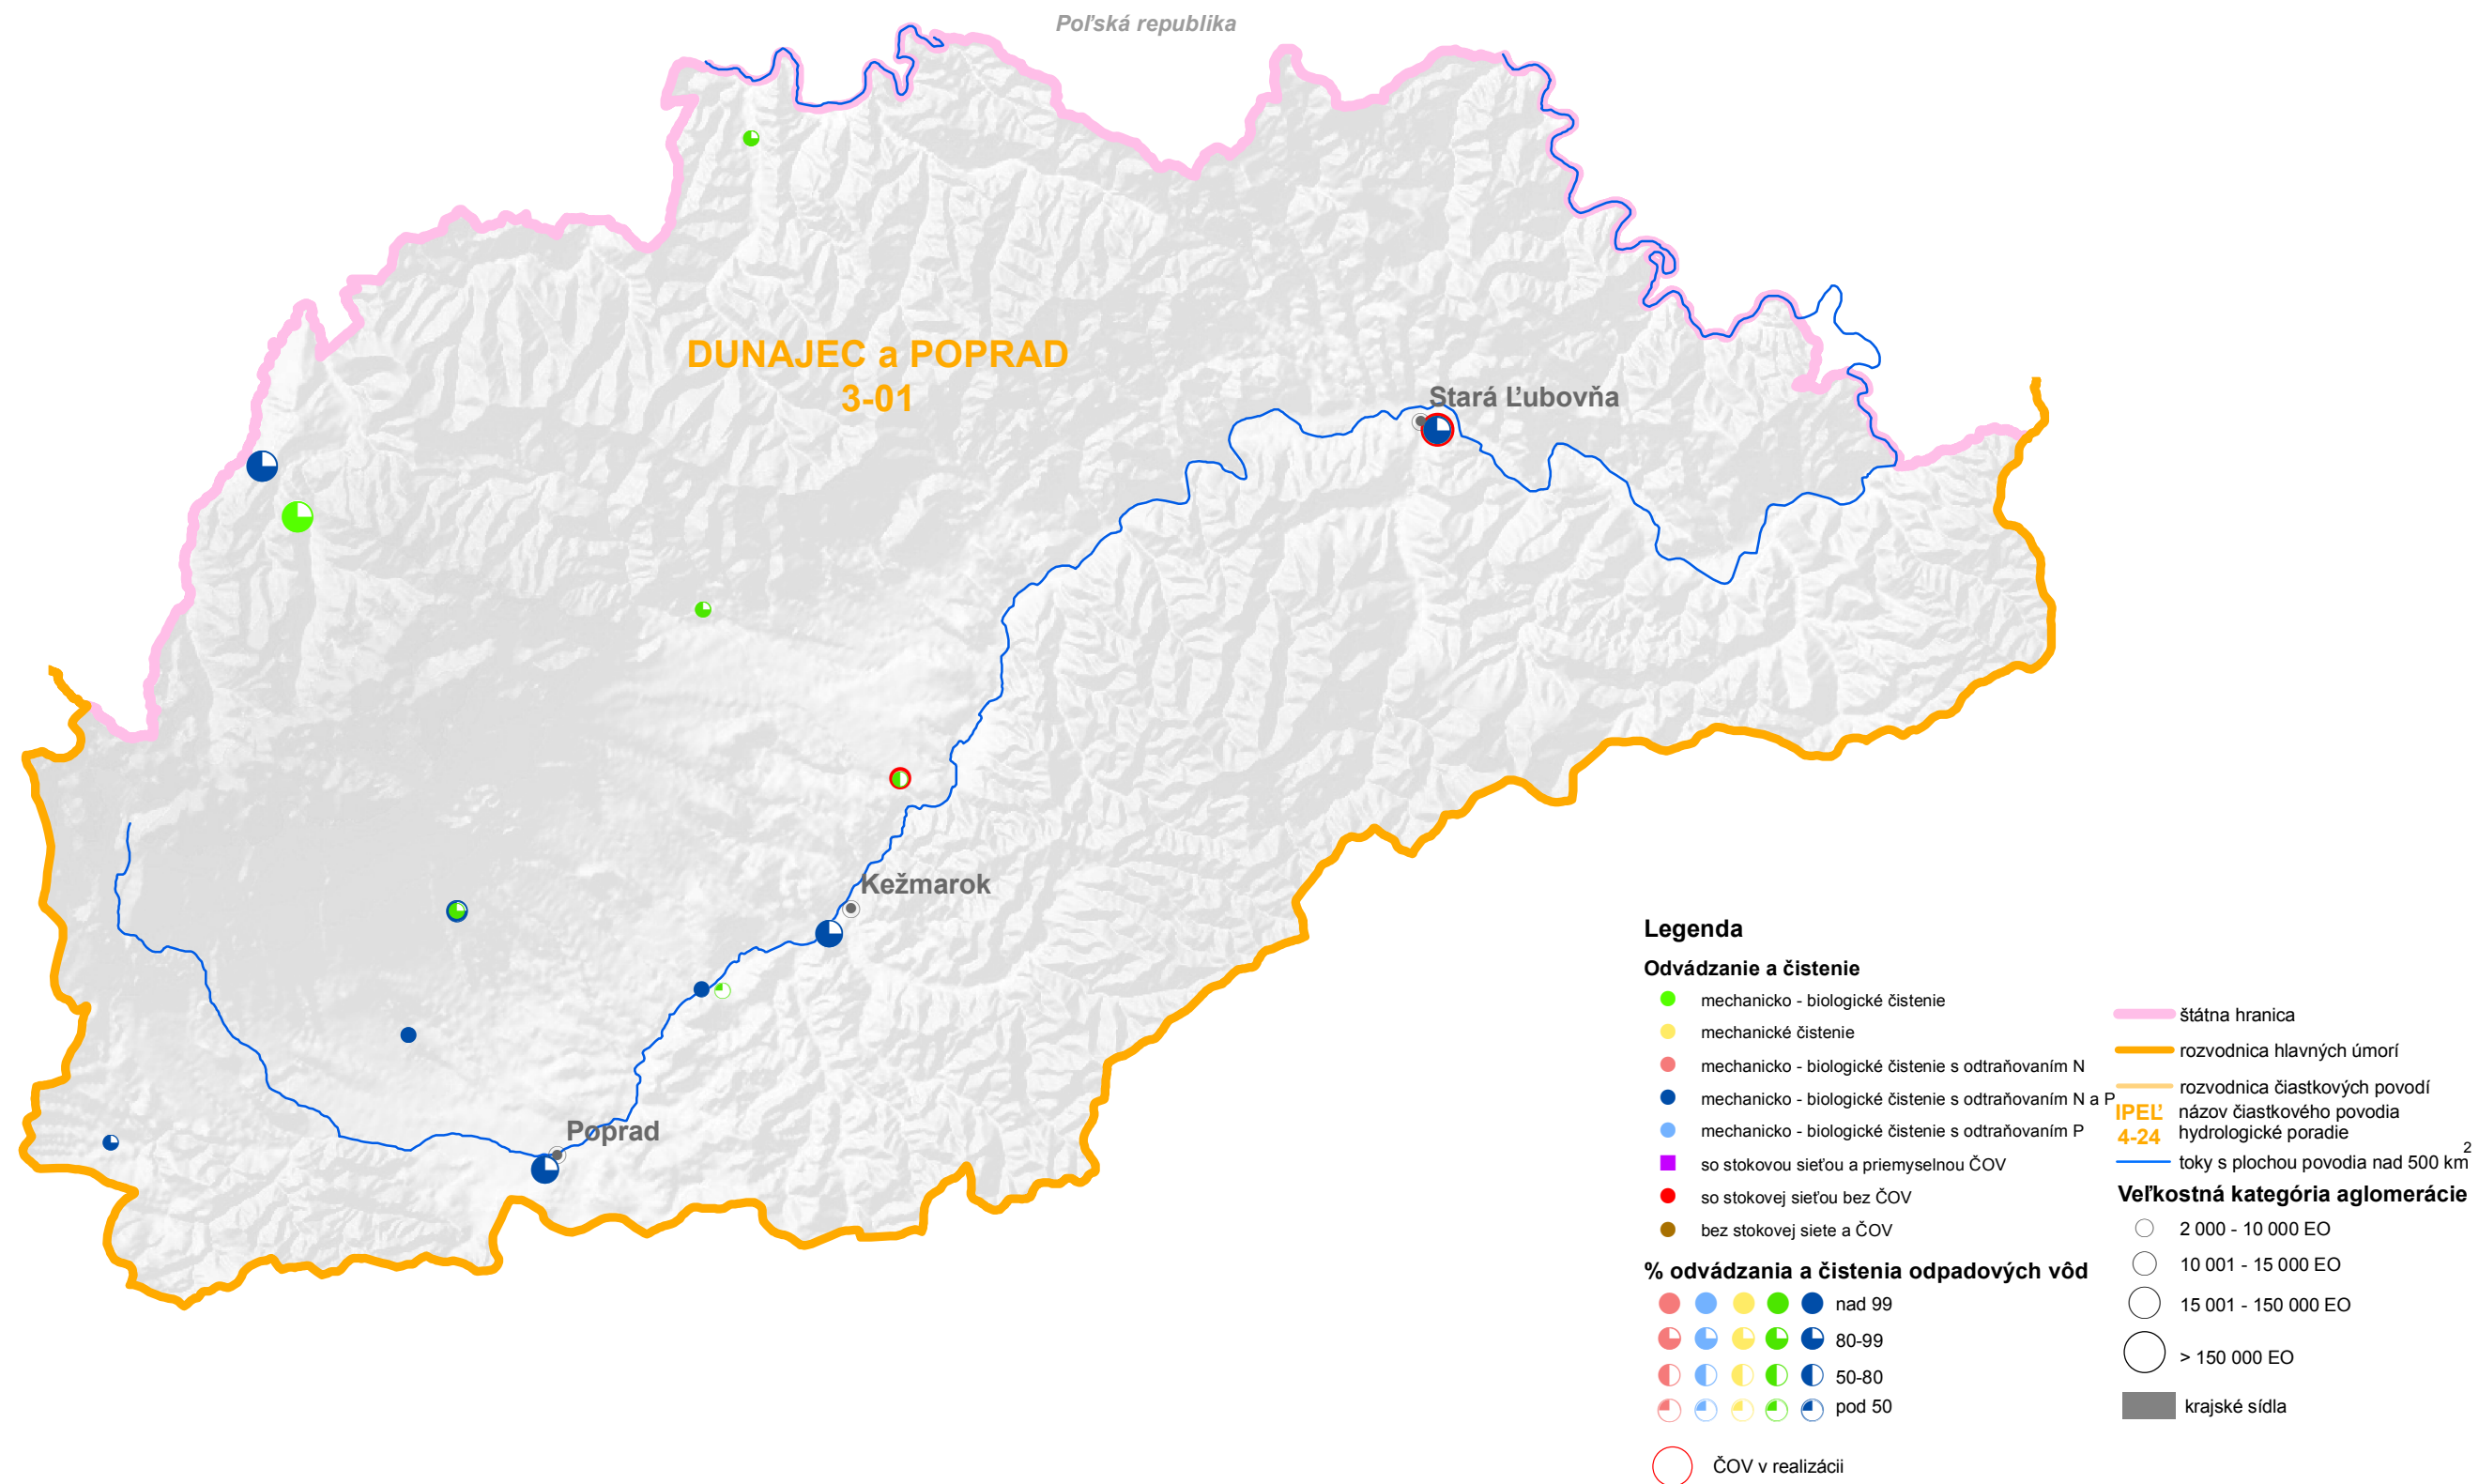 Poľská republika
DUNAJEC a POPRAD
3-01
Stará Ľubovňa
Kežmarok
Poprad
Legenda
Odvádzanie a čistenie
mechanicko - biologické čistenie
mechanické čistenie
mechanicko - biologické čistenie s odtraňovaním N
mechanicko - biologické čistenie s odtraňovaním N a P
mechanicko - biologické čistenie s odtraňovaním P
so stokovou sieťou a priemyselnou ČOV
so stokovej sieťou bez ČOV
bez stokovej siete a ČOV
% odvádzania a čistenia odpadových vôd
nad 99
80-99
50-80
pod 50
ČOV v realizácii
štátna hranica
rozvodnica hlavných úmorí
rozvodnica čiastkových povodí
IPEĽ názov čiastkového povodia
4-24 hydrologické poradie
toky s plochou povodia nad 500 km2
Veľkostná kategória aglomerácie
2 000 - 10 000 EO
10 001 - 15 000 EO
15 001 - 150 000 EO
> 150 000 EO
krajské sídla